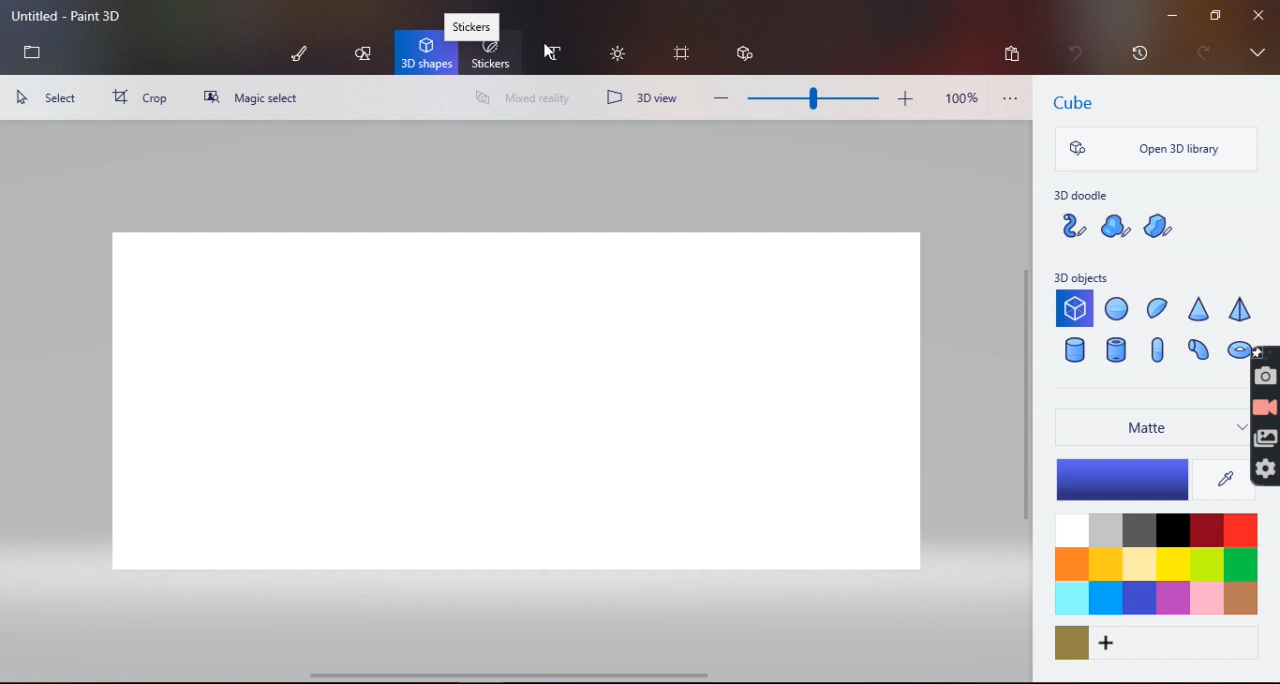 Untitled - Paint 3D
Stickers
3D shapes
Stickers
Select
Crop
Magic select
Mixed reality
3D view
100%
Cube
Open 3D library
3D doodle
3D objects
Matte